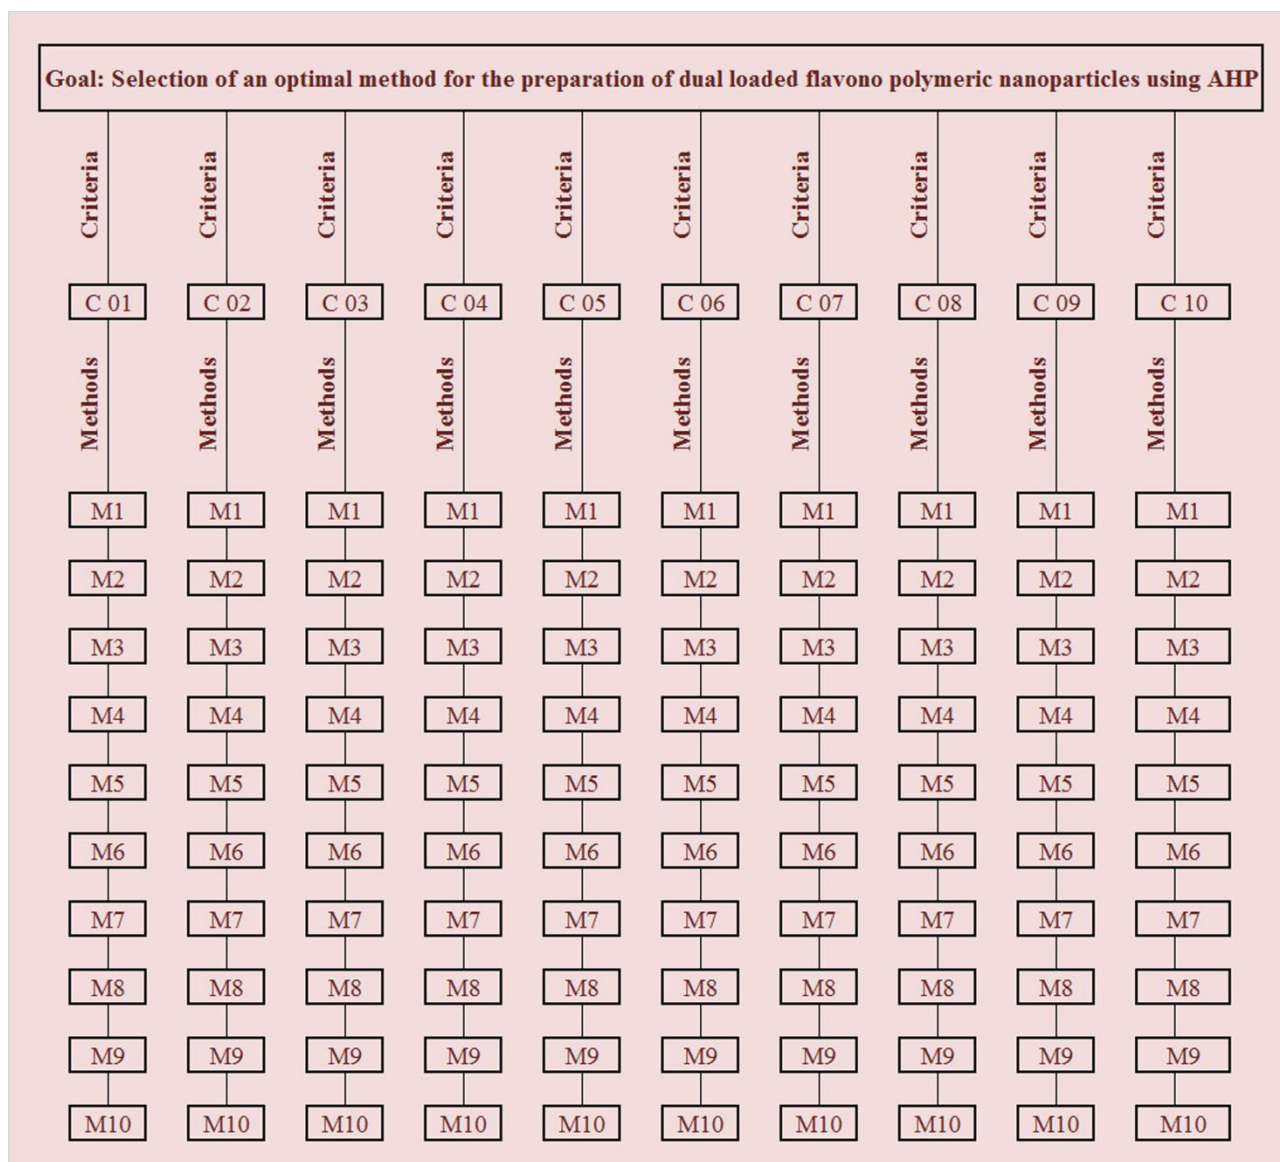 Goal: Selection of an optimal method for the preparation of dual loaded flavono polymeric nanoparticles using AHP
Criteria Criteria Criteria Criteria Criteria Criteria Criteria Criteria Criteria Criteria
C 01 C 02 C 03 C 04 C 05 C 06 C 07 C 08 C 09 C 10
Methods Methods Methods Methods Methods Methods Methods Methods Methods Methods
M1 M1 M1 M1 M1 M1 M1 M1 M1 M1
M2 M2 M2 M2 M2 M2 M2 M2 M2 M2
M3 M3 M3 M3 M3 M3 M3 M3 M3 M3
M4 M4 M4 M4 M4 M4 M4 M4 M4 M4
M5 M5 M5 M5 M5 M5 M5 M5 M5 M5
M6 M6 M6 M6 M6 M6 M6 M6 M6 M6
M7 M7 M7 M7 M7 M7 M7 M7 M7 M7
M8 M8 M8 M8 M8 M8 M8 M8 M8 M8
M9 M9 M9 M9 M9 M9 M9 M9 M9 M9
M10 M10 M10 M10 M10 M10 M10 M10 M10 M10